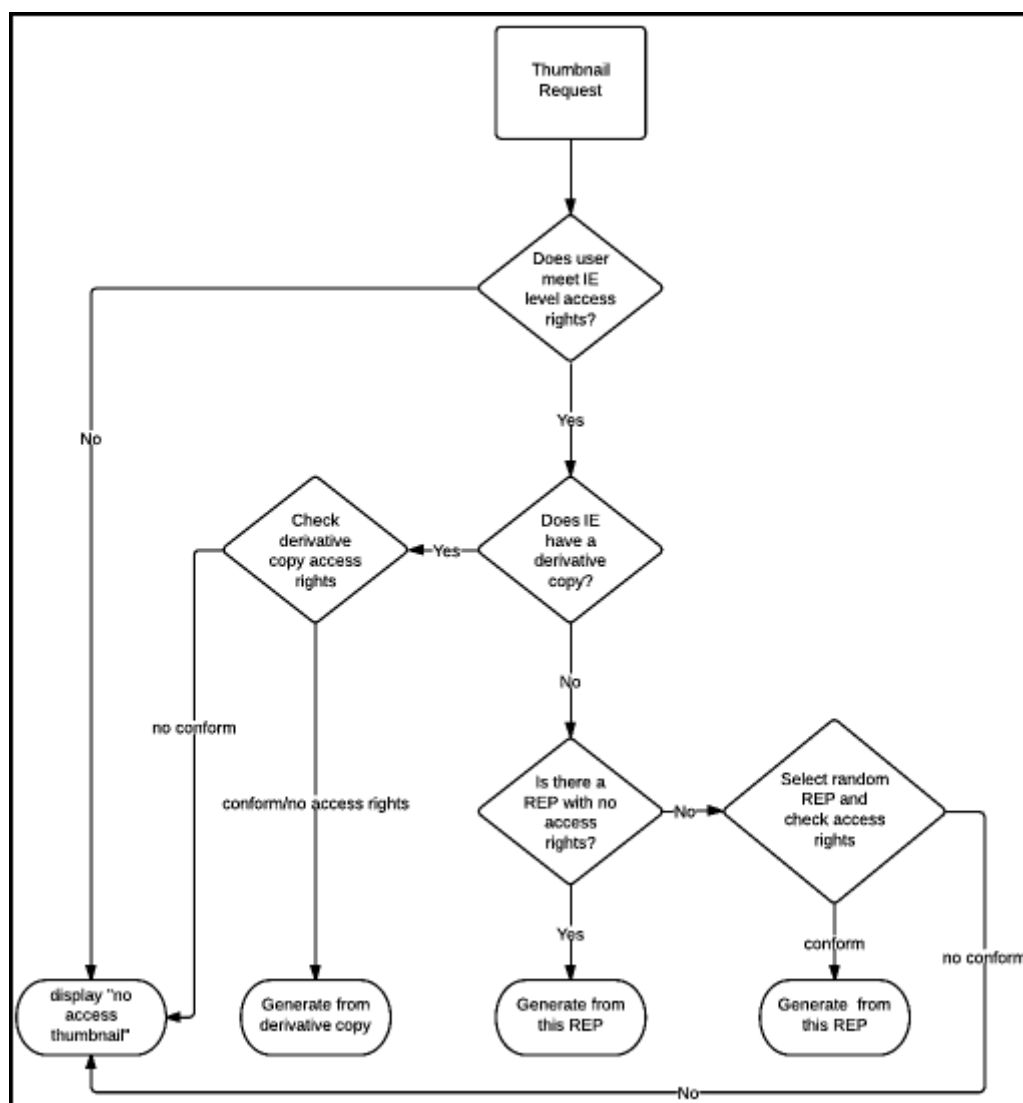 Thumbnail
Request
Does user
meet IE
level access
rights?
No
Yes
Check
derivative
copy access
rights
Yes
Does IE
have a
derivative
copy?
No
no conform
conform/no access rights
Is there a
REP with no
access
rights?
No
Select random
REP and
check access
rights
Yes
conform
no conform
display "no
access
thumbnail"
Generate from
derivative copy
Generate from
this REP
Generate from
this REP
No